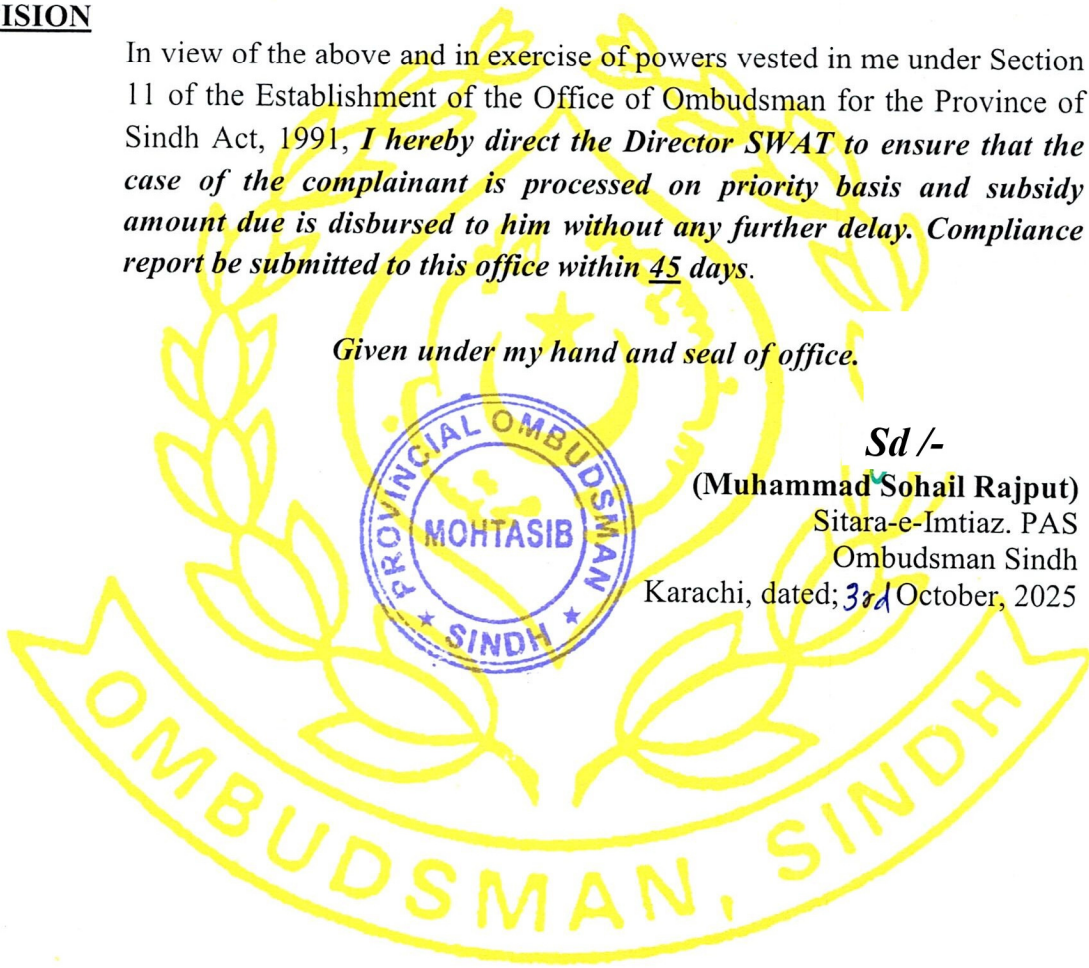 ISION
In view of the above and in exercise of powers vested in me under Section
11 of the Establishment of the Office of Ombudsman for the Province of
Sindh Act, 1991, I hereby direct the Director SWAT to ensure that the
case of the complainant is processed on priority basis and subsidy
amount due is disbursed to him without any further delay. Compliance
report be submitted to this office within 45 days.
Given under my hand and seal of office.
Sd /-
(Muhammad Sohail Rajput)
Sitara-e-Imtiaz. PAS
Ombudsman Sindh
Karachi, dated; 3rd October, 2025
PROVINCIAL OMBUDSMAN
MOHTASIB
SINDH
OMBUDSMAN, SINDH